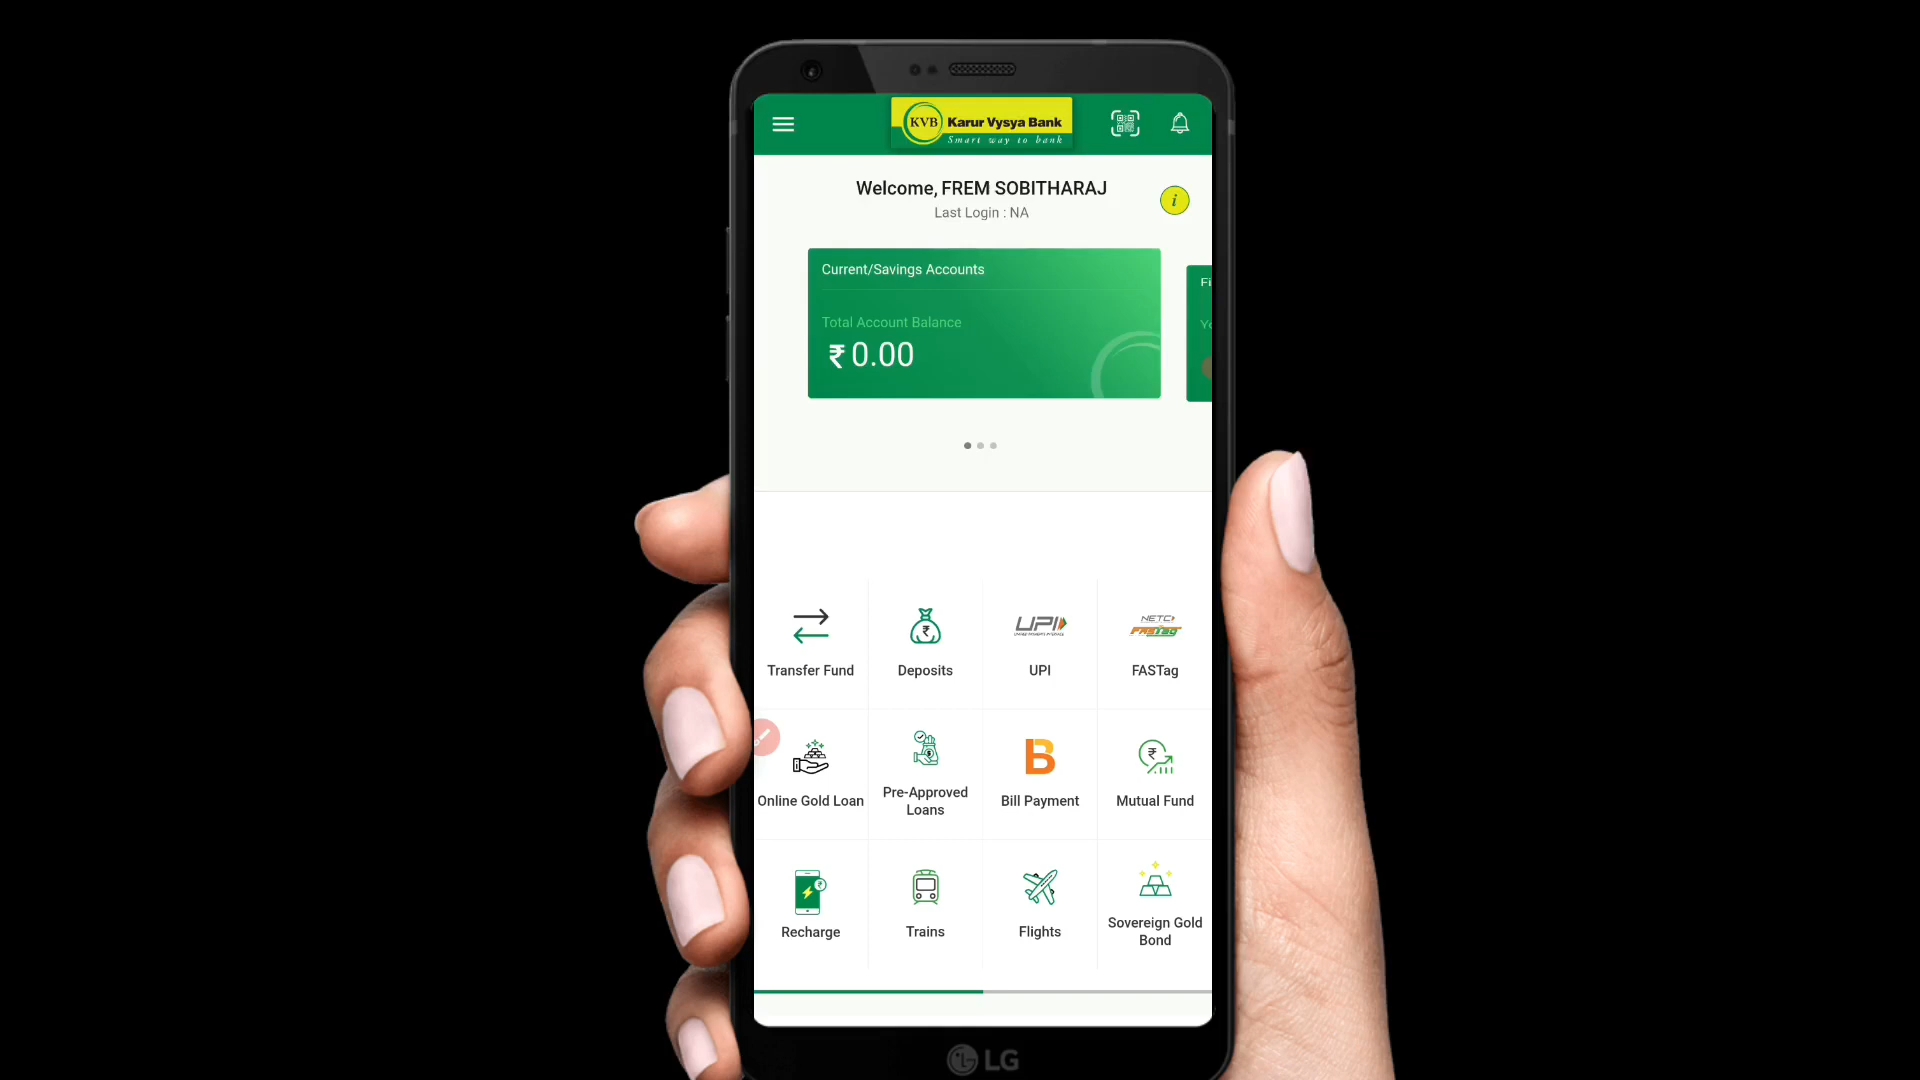 KVB Karur Vysya Bank
Smart way to bank
Welcome, FREM SOBITHARAJ
i
Last Login : NA
Current/Savings Accounts
Fi
Total Account Balance
Yo
₹ 0.00
UPI
NETC
FASTag
Transfer Fund
Deposits
UPI
FASTag
Online Gold Loan
Pre-Approved
Loans
Bill Payment
Mutual Fund
Recharge
Trains
Flights
Sovereign Gold
Bond
LG